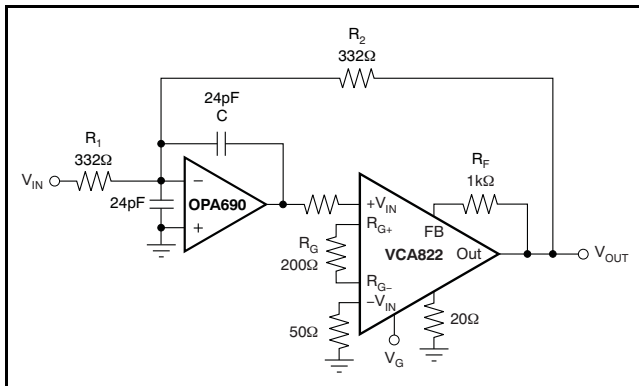 R2
332Ω
24pF
C
R1
332Ω
VIN
24pF
−
+
OPA690
RF
1kΩ
+VIN
RG+
FB
RG
200Ω
VCA822
Out
VOUT
RG−
−VIN
50Ω
20Ω
VG